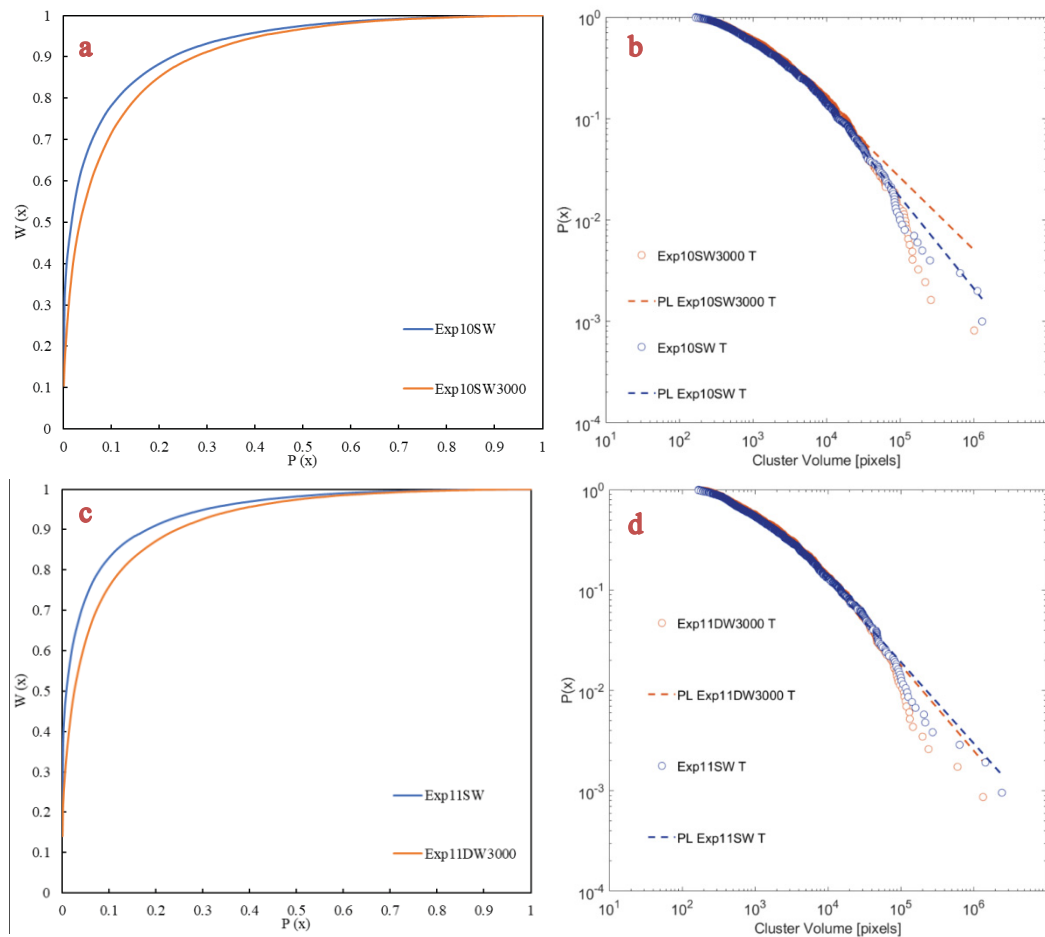 a
W (x)
1
0.9
0.8
0.7
0.6
0.5
0.4
0.3
0.2
0.1
0
0 0.1 0.2 0.3 0.4 0.5 0.6 0.7 0.8 0.9 1
P (x)
Exp10SW
Exp10SW3000
b
P(x)
10^0
10^-1
10^-2
10^-3
10^-4
10^1 10^2 10^3 10^4 10^5 10^6
Cluster Volume [pixels]
Exp10SW3000 T
PL Exp10SW3000 T
Exp10SW T
PL Exp10SW T
c
W (x)
1
0.9
0.8
0.7
0.6
0.5
0.4
0.3
0.2
0.1
0
0 0.1 0.2 0.3 0.4 0.5 0.6 0.7 0.8 0.9 1
P (x)
Exp11SW
Exp11DW3000
d
P(x)
10^0
10^-1
10^-2
10^-3
10^-4
10^1 10^2 10^3 10^4 10^5 10^6
Cluster Volume [pixels]
Exp11DW3000 T
PL Exp11DW3000 T
Exp11SW T
PL Exp11SW T